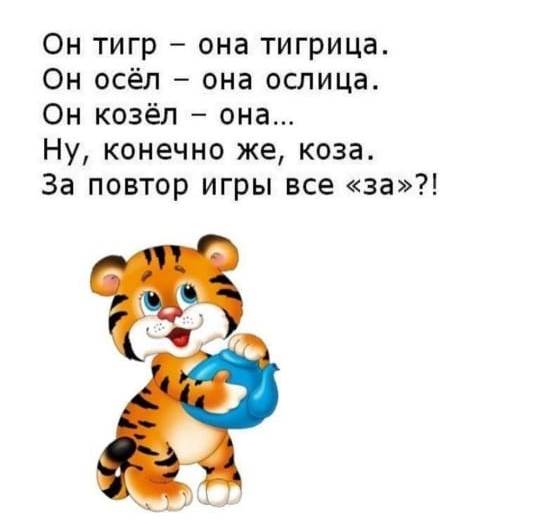 Он тигр – она тигрица.
Он осёл – она ослица.
Он козёл – она...
Ну, конечно же, коза.
За повтор игры все «за»?!